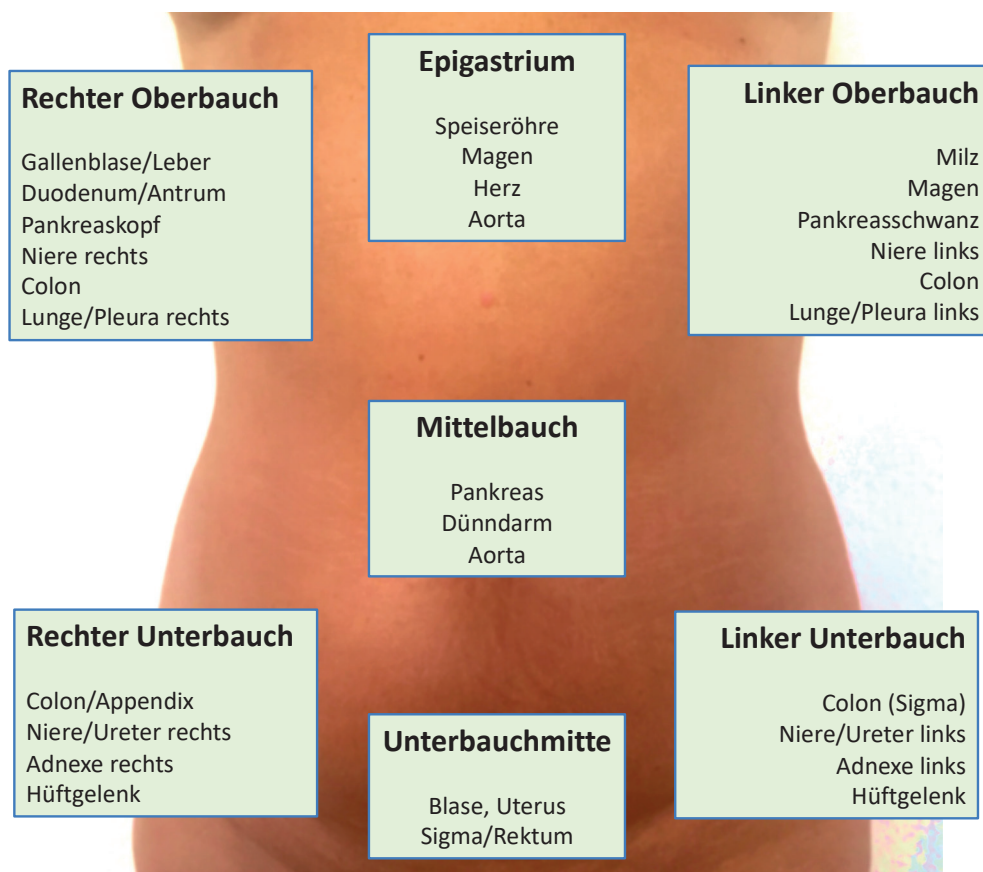 Epigastrium
Speiseröhre
Magen
Herz
Aorta
Rechter Oberbauch
Gallenblase/Leber
Duodenum/Antrum
Pankreaskopf
Niere rechts
Colon
Lunge/Pleura rechts
Linker Oberbauch
Milz
Magen
Pankreasschwanz
Niere links
Colon
Lunge/Pleura links
Mittelbauch
Pankreas
Dünndarm
Aorta
Rechter Unterbauch
Colon/Appendix
Niere/Ureter rechts
Adnexe rechts
Hüftgelenk
Unterbauchmitte
Blase, Uterus
Sigma/Rektum
Linker Unterbauch
Colon (Sigma)
Niere/Ureter links
Adnexe links
Hüftgelenk